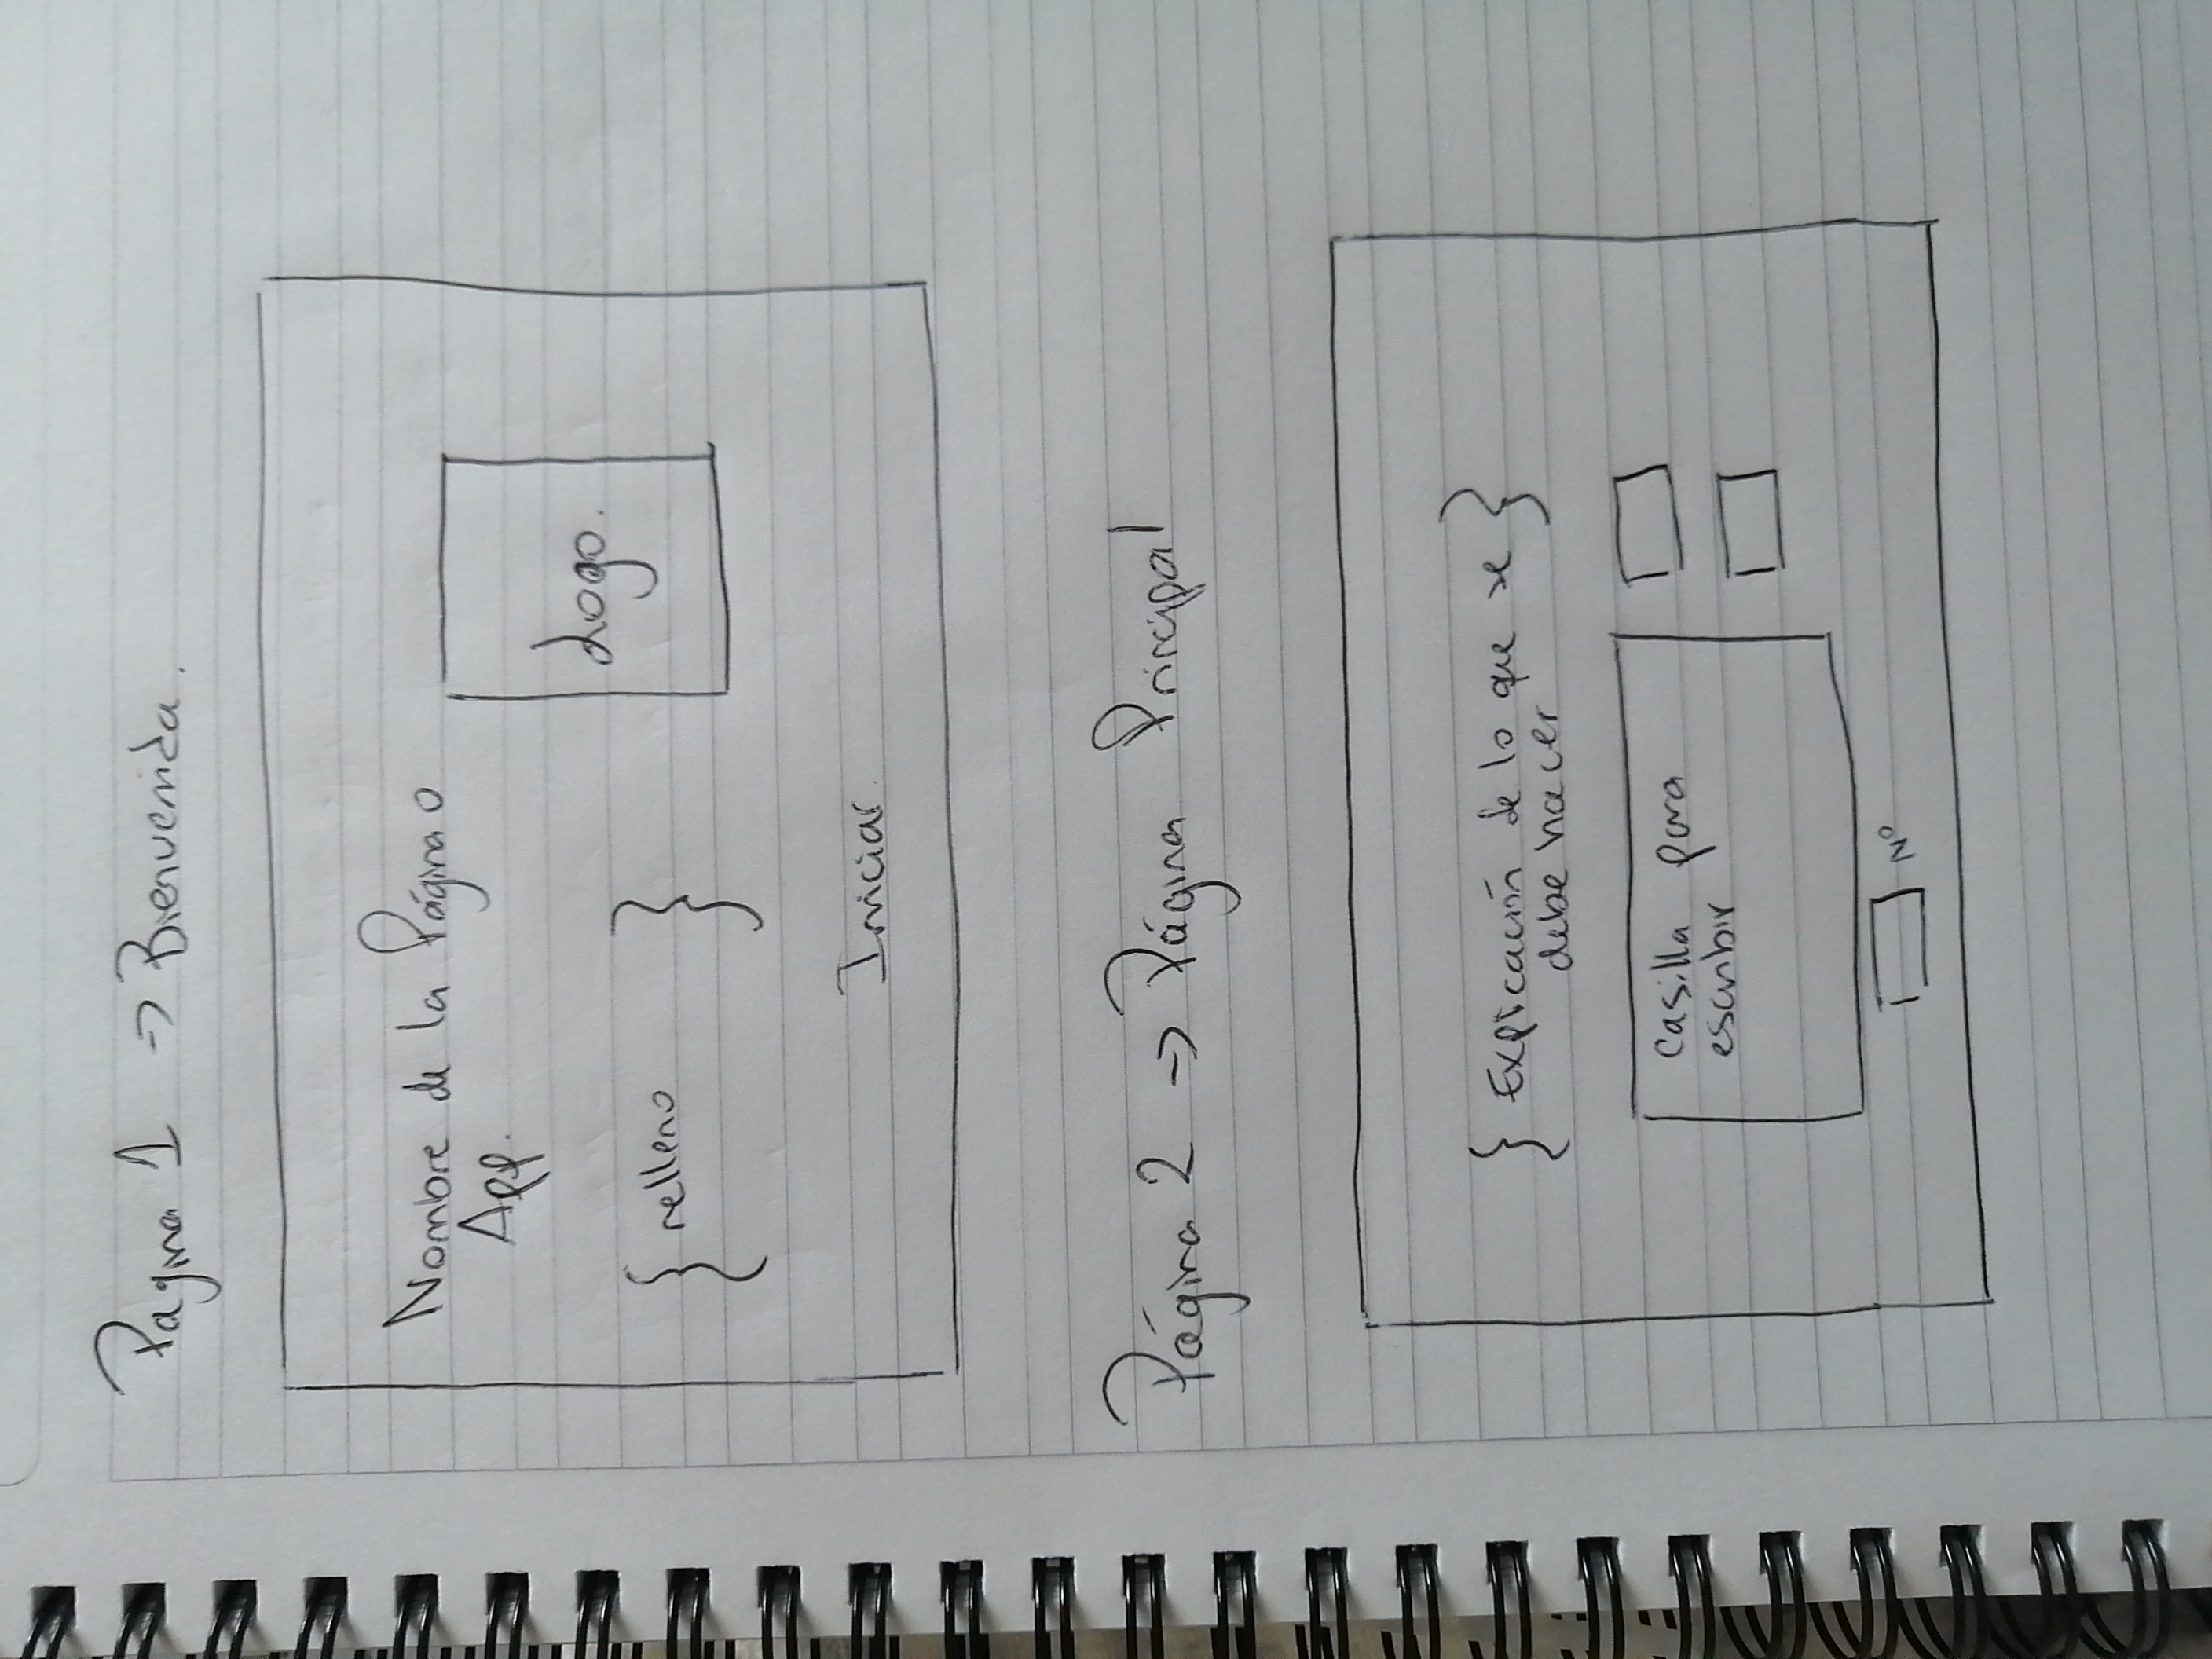 Pagina 1 -> Bienvenida.
Nombre de la Página o
App.
Logo.
{ relleno }
Iniciar.
Página 2 -> Página Principal
{ Explicación de lo que se }
debe hacer
casilla para
escribir
Nº